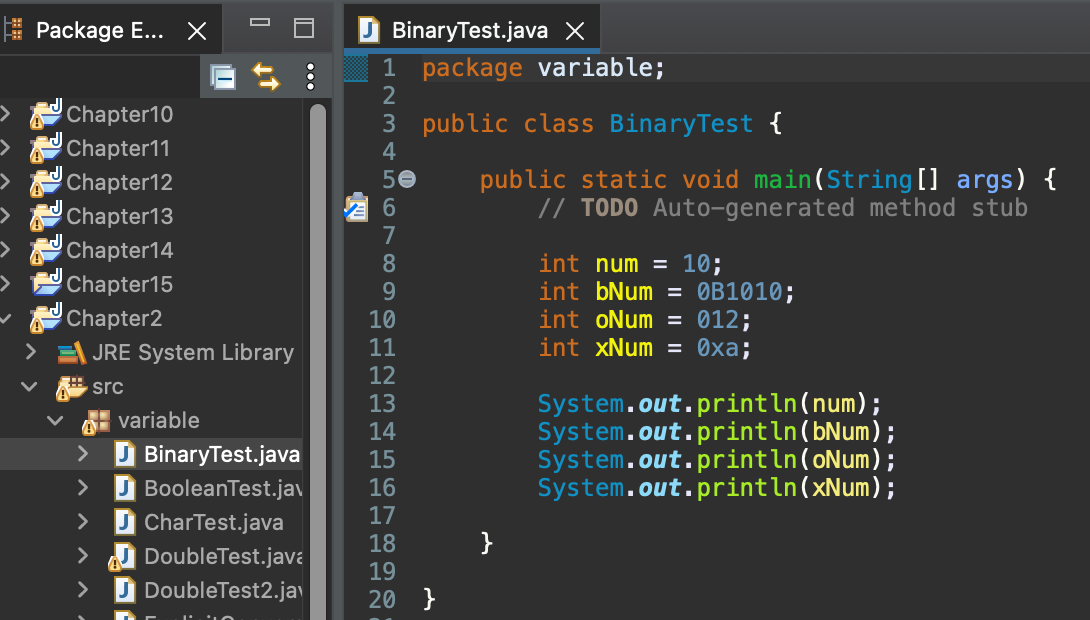 Package E...
Chapter10
Chapter11
Chapter12
Chapter13
Chapter14
Chapter15
Chapter2
JRE System Library
src
variable
BinaryTest.java
BooleanTest.jav
CharTest.java
DoubleTest.java
DoubleTest2.jav
BinaryTest.java
1 package variable;
2
3 public class BinaryTest {
4
5 public static void main(String[] args) {
6 // TODO Auto-generated method stub
7
8 int num = 10;
9 int bNum = 0B1010;
10 int oNum = 012;
11 int xNum = 0xa;
12
13 System.out.println(num);
14 System.out.println(bNum);
15 System.out.println(oNum);
16 System.out.println(xNum);
17
18 }
19
20 }